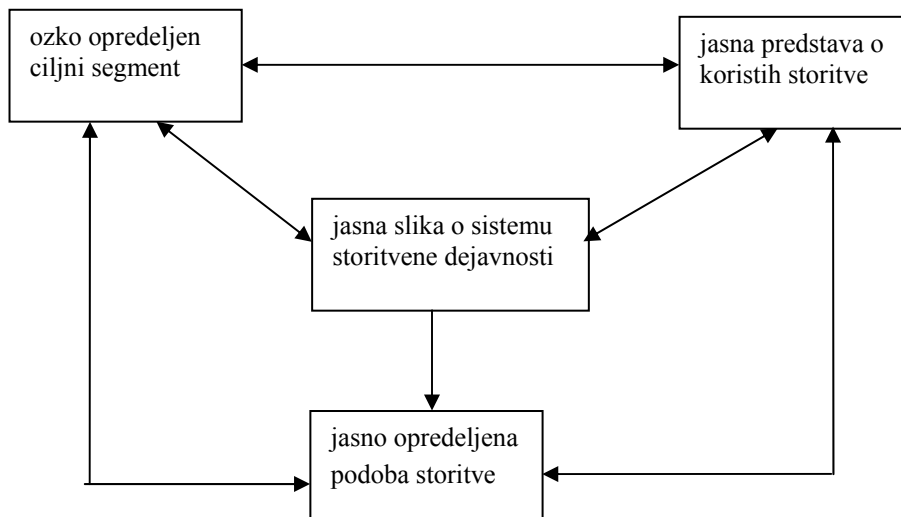 ozko opredeljen
ciljni segment
jasna predstava o
koristih storitve
jasna slika o sistemu
storitvene dejavnosti
jasno opredeljena
podoba storitve